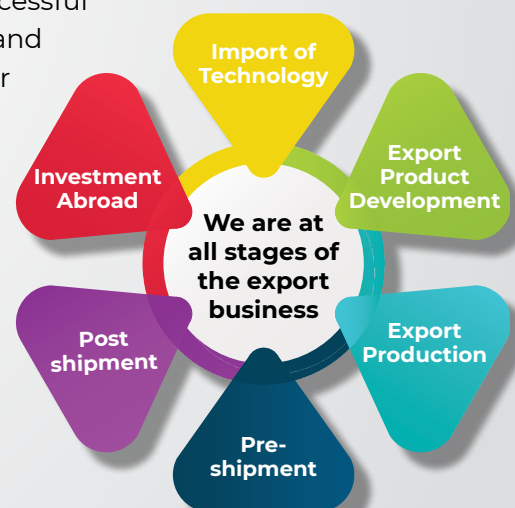 and
Import of
Technology
Export
Product
Development
Export
Production
Pre-
shipment
Post
shipment
Investment
Abroad
We are at
all stages of
the export
business